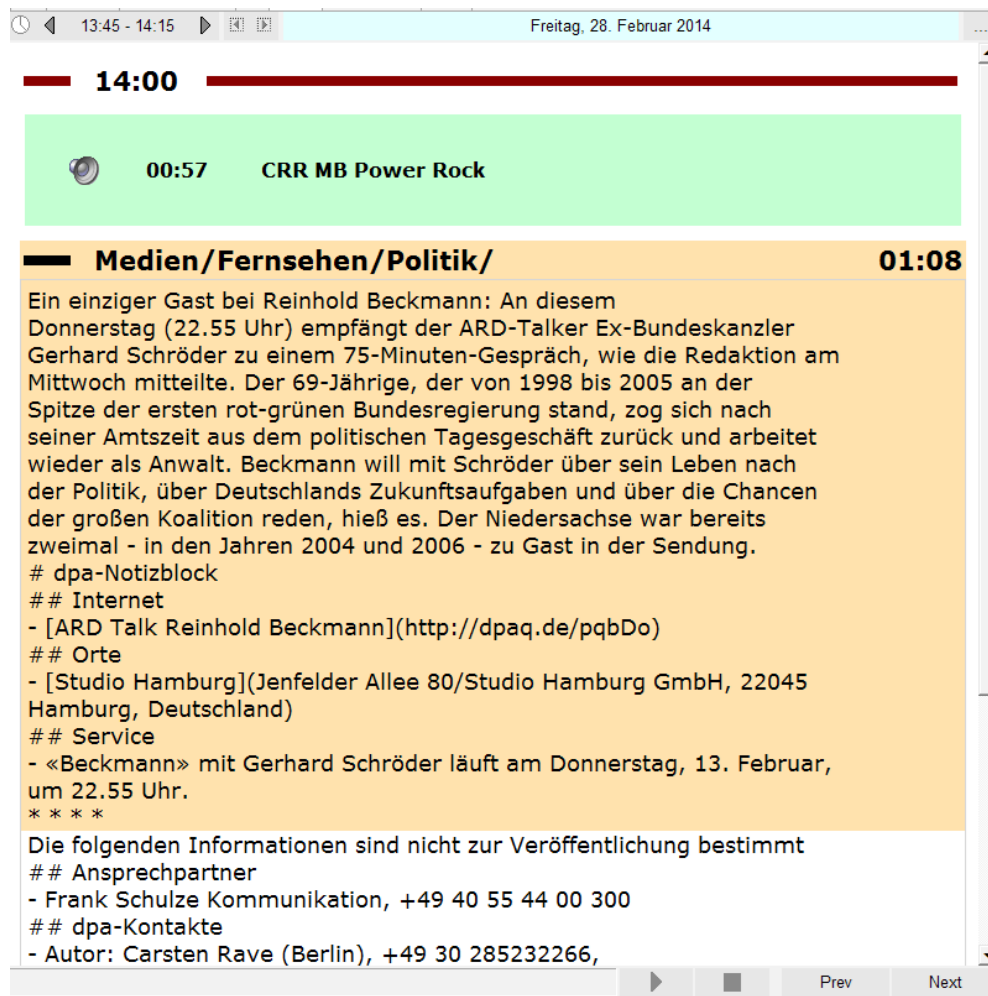 13:45 - 14:15
Freitag, 28. Februar 2014
...
14:00
00:57 CRR MB Power Rock
Medien/Fernsehen/Politik/ 01:08
Ein einziger Gast bei Reinhold Beckmann: An diesem
Donnerstag (22.55 Uhr) empfängt der ARD-Talker Ex-Bundeskanzler
Gerhard Schröder zu einem 75-Minuten-Gespräch, wie die Redaktion am
Mittwoch mitteilte. Der 69-Jährige, der von 1998 bis 2005 an der
Spitze der ersten rot-grünen Bundesregierung stand, zog sich nach
seiner Amtszeit aus dem politischen Tagesgeschäft zurück und arbeitet
wieder als Anwalt. Beckmann will mit Schröder über sein Leben nach
der Politik, über Deutschlands Zukunftsaufgaben und über die Chancen
der großen Koalition reden, hieß es. Der Niedersachse war bereits
zweimal - in den Jahren 2004 und 2006 - zu Gast in der Sendung.
# dpa-Notizblock
## Internet
- [ARD Talk Reinhold Beckmann](http://dpaq.de/pqbDo)
## Orte
- [Studio Hamburg](Jenfelder Allee 80/Studio Hamburg GmbH, 22045
Hamburg, Deutschland)
## Service
- «Beckmann» mit Gerhard Schröder läuft am Donnerstag, 13. Februar,
um 22.55 Uhr.
* * * *
Die folgenden Informationen sind nicht zur Veröffentlichung bestimmt
## Ansprechpartner
- Frank Schulze Kommunikation, +49 40 55 44 00 300
## dpa-Kontakte
- Autor: Carsten Rave (Berlin), +49 30 285232266,
Prev Next